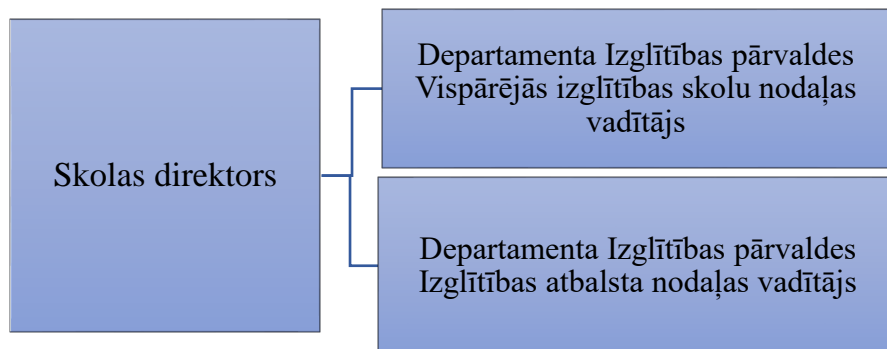 Skolas direktors
Departamenta Izglītības pārvaldes
Vispārējās izglītības skolu nodaļas
vadītājs
Departamenta Izglītības pārvaldes
Izglītības atbalsta nodaļas vadītājs